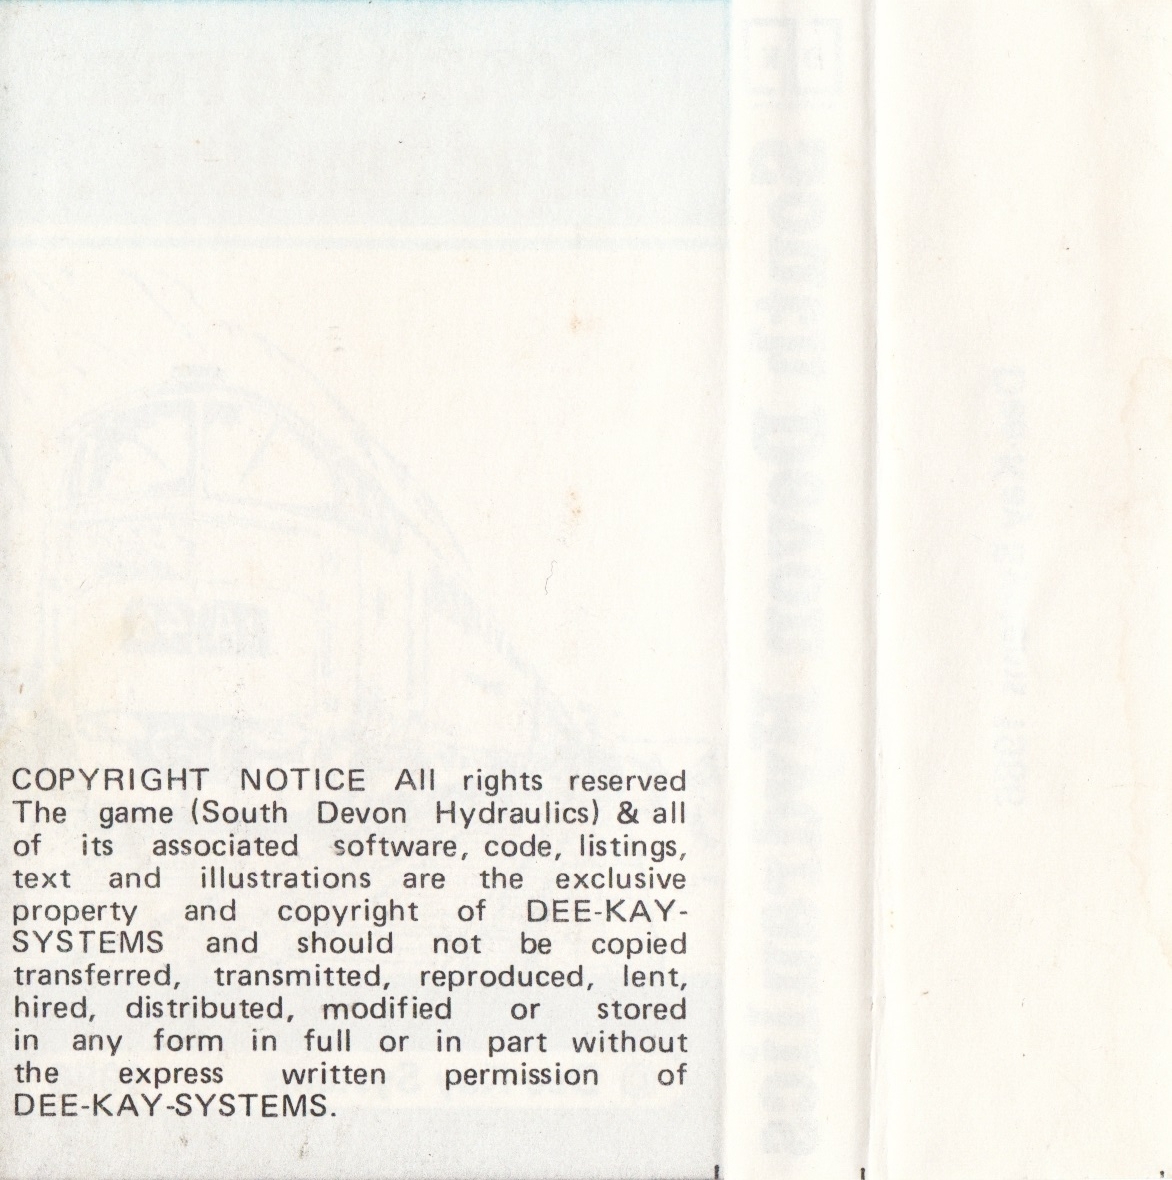 COPYRIGHT NOTICE All rights reserved
The game (South Devon Hydraulics) & all
of its associated software, code, listings,
text and illustrations are the exclusive
property and copyright of DEE-KAY-
SYSTEMS and should not be copied
transferred, transmitted, reproduced, lent,
hired, distributed, modified or stored
in any form in full or in part without
the express written permission of
DEE-KAY-SYSTEMS.